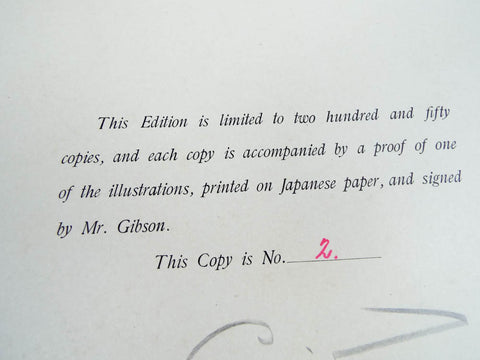 This Edition is limited to two hundred and fifty
copies, and each copy is accompanied by a proof of one
of the illustrations, printed on Japanese paper, and signed
by Mr. Gibson.
This Copy is No. 2.